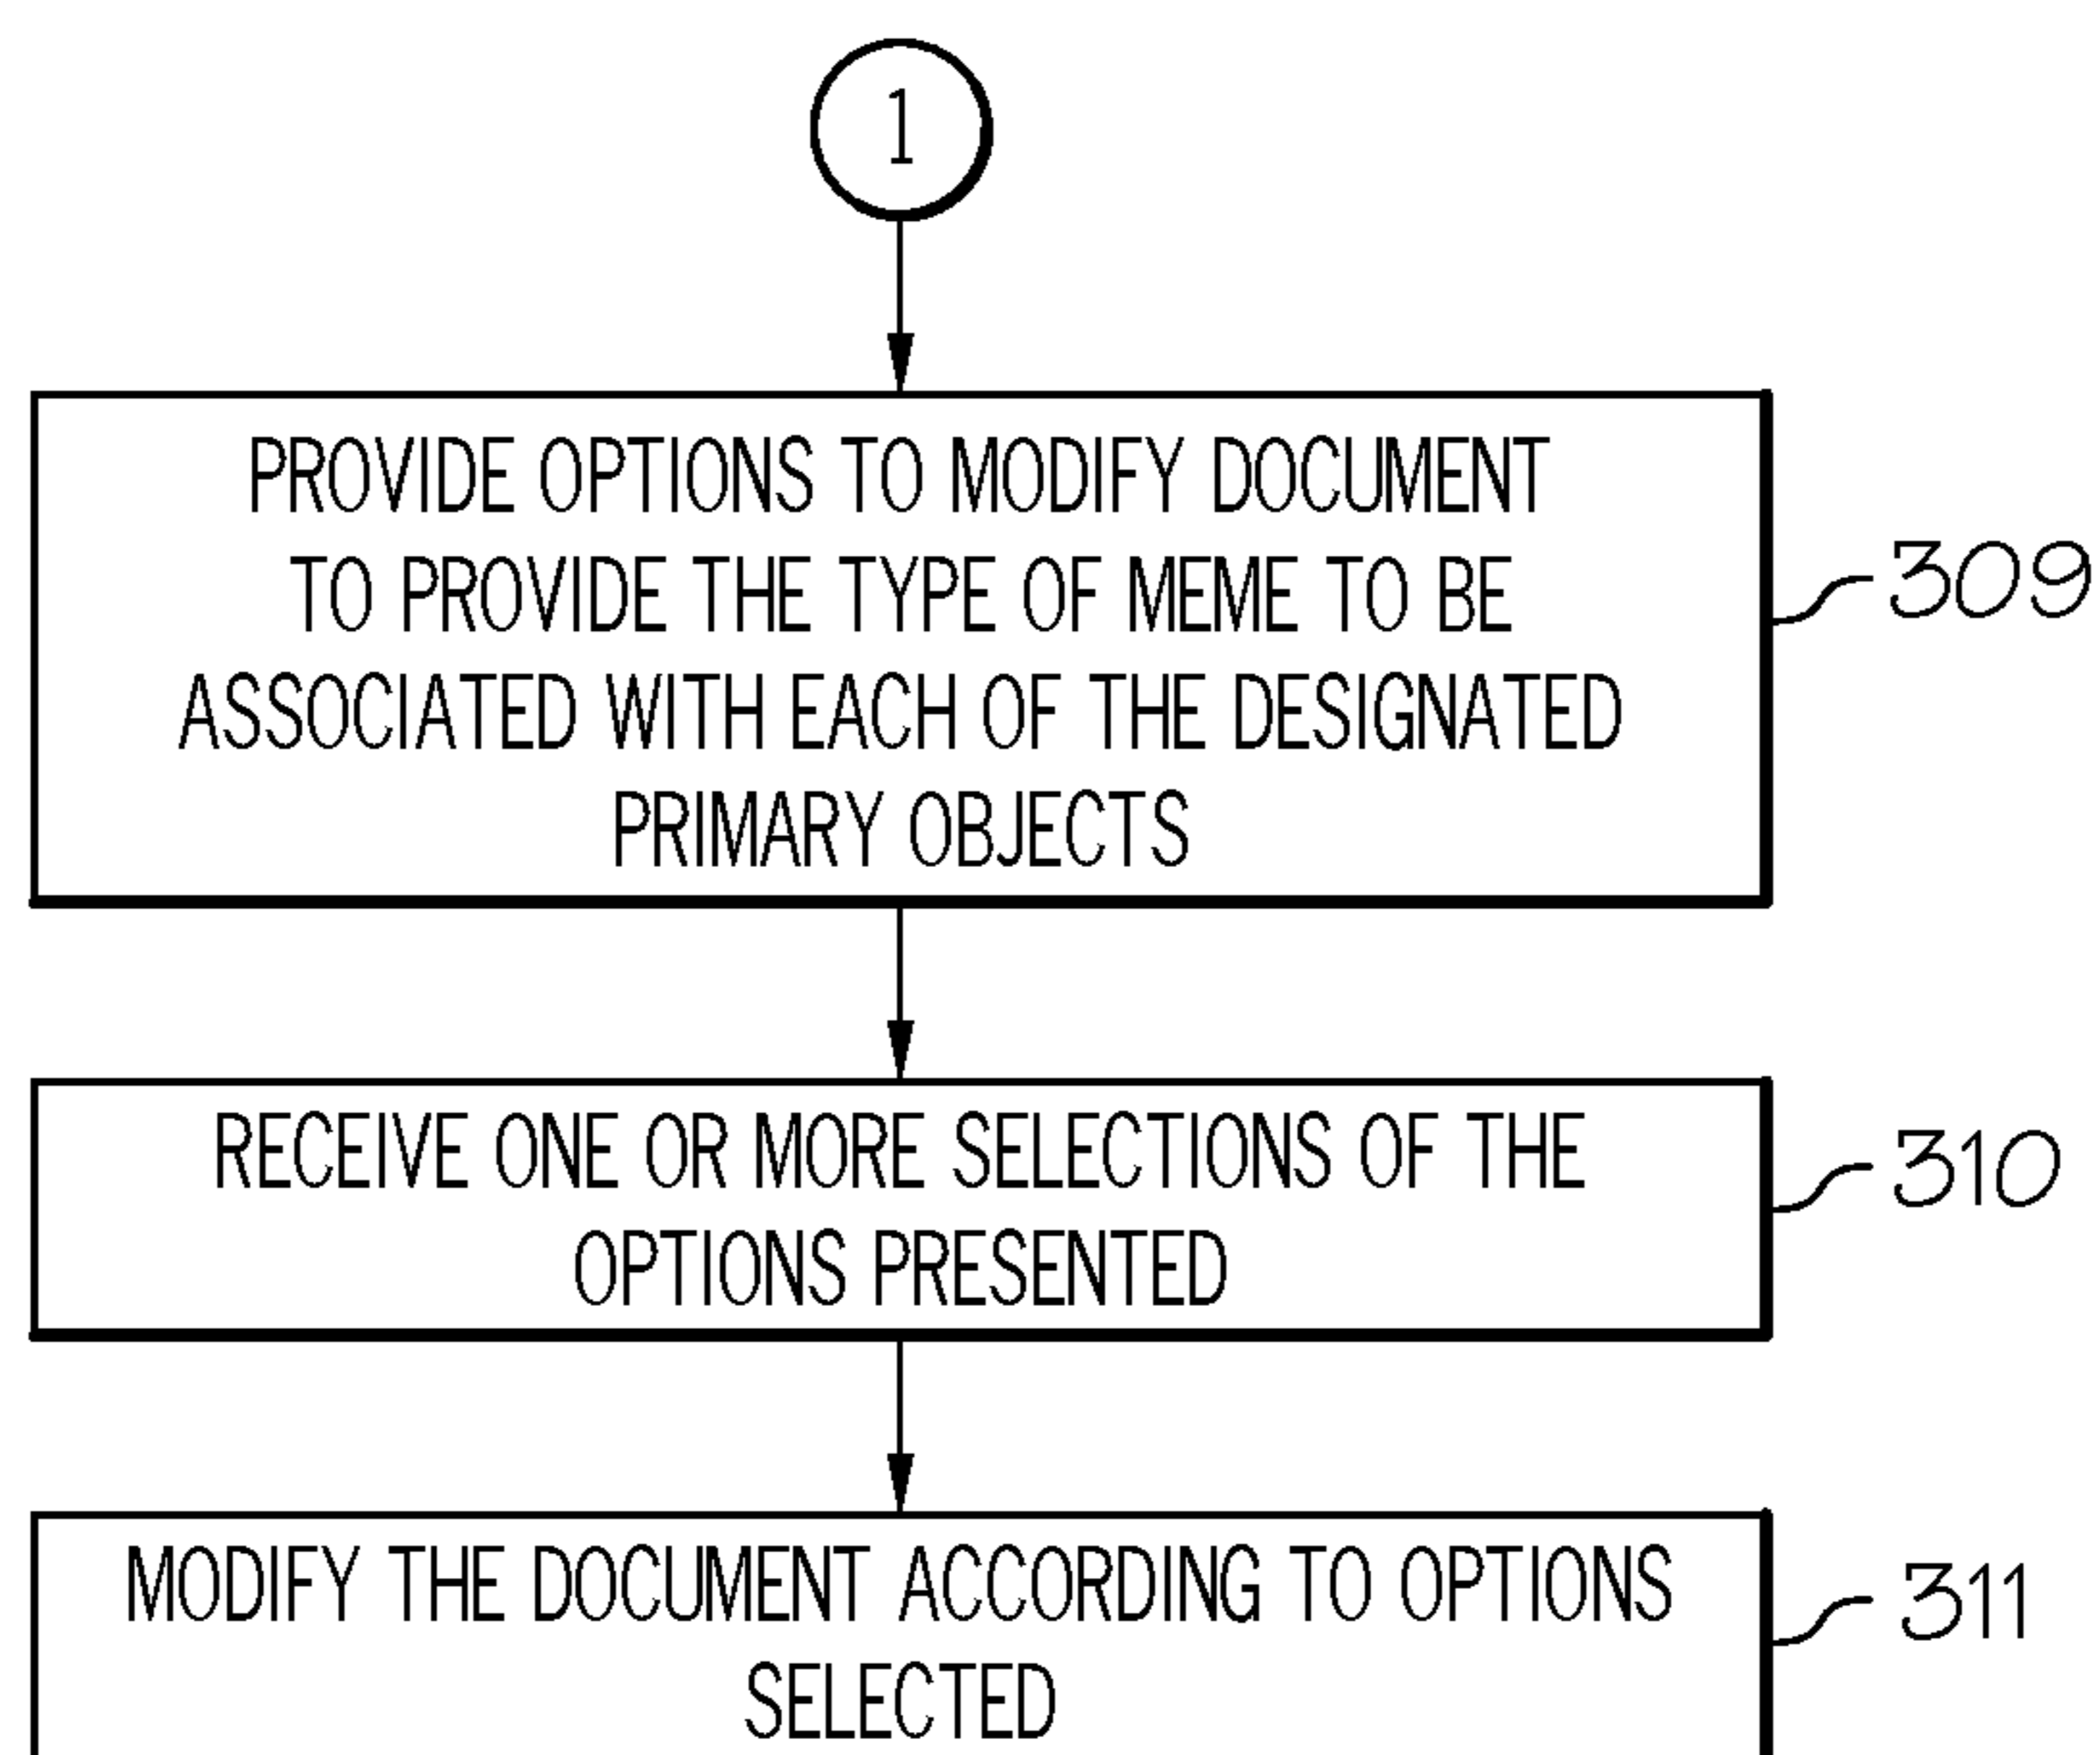 1
PROVIDE OPTIONS TO MODIFY DOCUMENT
TO PROVIDE THE TYPE OF MEME TO BE
ASSOCIATED WITH EACH OF THE DESIGNATED
PRIMARY OBJECTS
309
RECEIVE ONE OR MORE SELECTIONS OF THE
OPTIONS PRESENTED
310
MODIFY THE DOCUMENT ACCORDING TO OPTIONS
SELECTED
311